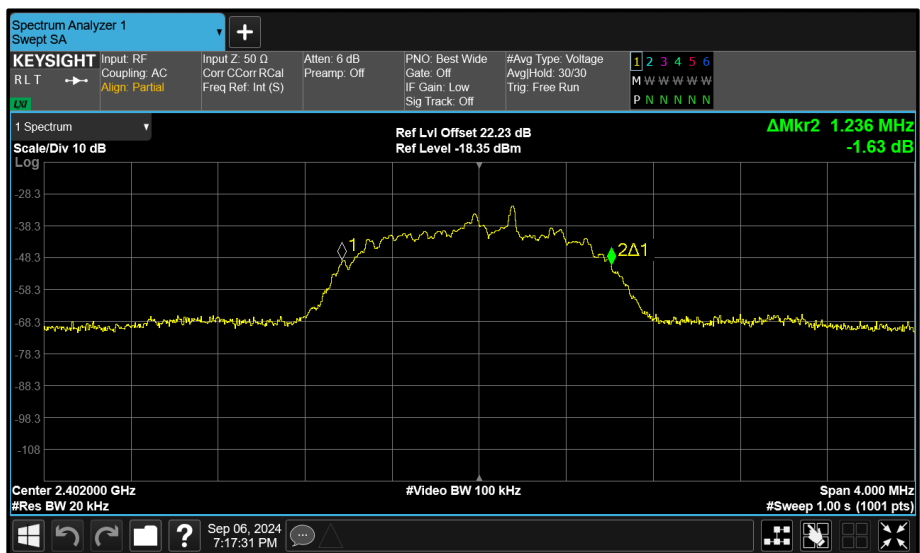 Spectrum Analyzer 1
Swept SA
KEYSIGHT
R L T
LXI
Input: RF
Coupling: AC
Align: Partial
Input Z: 50 Ω
Corr CCorr RCal
Freq Ref: Int (S)
Atten: 6 dB
Preamp: Off
PNO: Best Wide
Gate: Off
IF Gain: Low
Sig Track: Off
#Avg Type: Voltage
Avg|Hold: 30/30
Trig: Free Run
1 2 3 4 5 6
M W W W W W
P N N N N N
1 Spectrum
Scale/Div 10 dB
Ref Lvl Offset 22.23 dB
Ref Level -18.35 dBm
ΔMkr2 1.236 MHz
-1.63 dB
Log
-28.3
-38.3
-48.3
-58.3
-68.3
-78.3
-88.3
-98.3
-108
1
2Δ1
Center 2.402000 GHz
#Res BW 20 kHz
#Video BW 100 kHz
Span 4.000 MHz
#Sweep 1.00 s (1001 pts)
?
Sep 06, 2024
7:17:31 PM